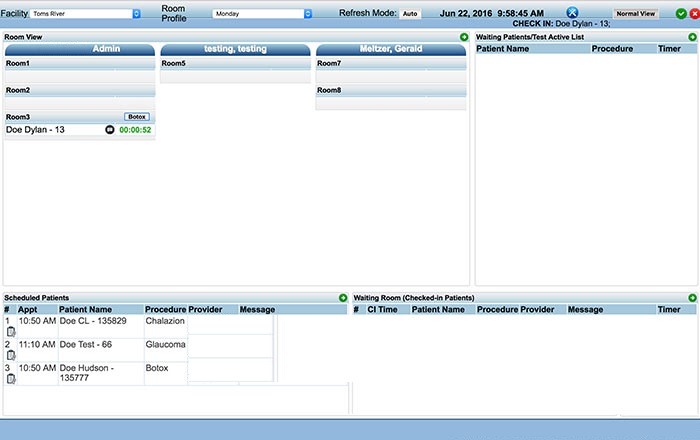 Facility Toms River Room Profile Monday Refresh Mode: Auto Jun 22, 2016 9:58:45 AM Normal View
CHECK IN: Doe Dylan - 13;
Room View Waiting Patients/Test Active List
Admin testing, testing Meltzer, Gerald Patient Name Procedure Timer
Room1 Room5 Room7
Room2 Room8
Room3 Botox
Doe Dylan - 13 00:00:52
Scheduled Patients Waiting Room (Checked-in Patients)
# Appt Patient Name Procedure Provider Message # CI Time Patient Name Procedure Provider Message Timer
1 10:50 AM Doe CL - 135829 Chalazion
2 11:10 AM Doe Test - 66 Glaucoma
3 10:50 AM Doe Hudson - Botox
135777